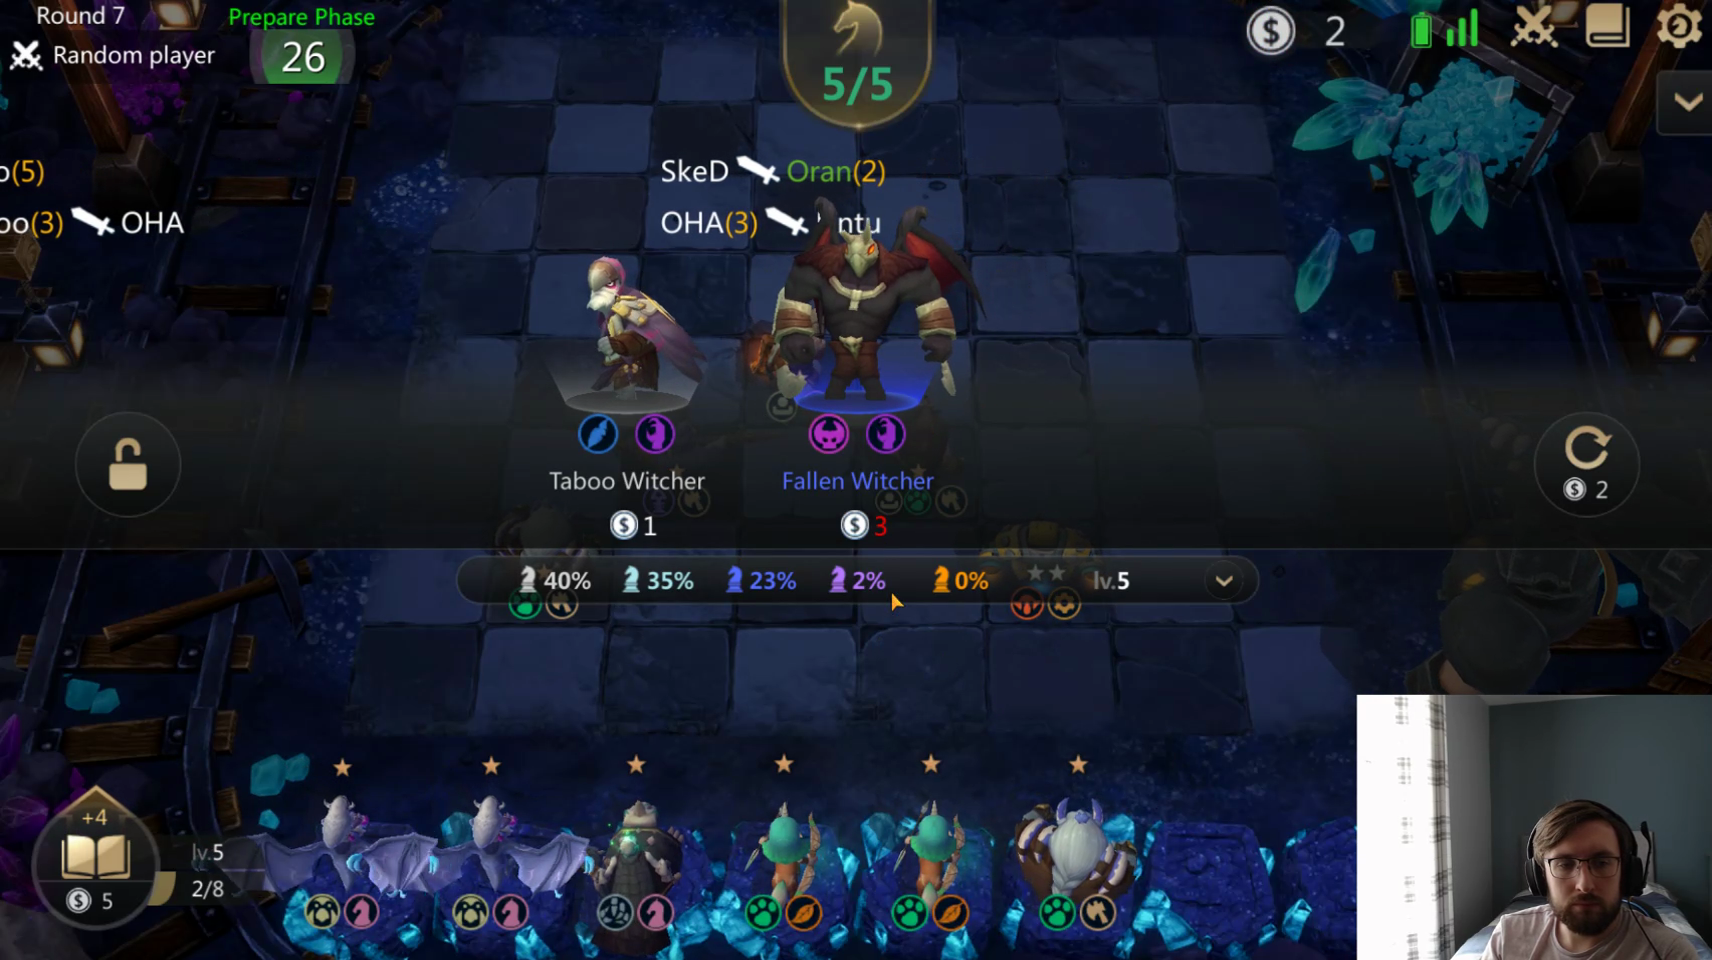 Round 7
Prepare Phase
Random player
26
5/5
2
o(5)
oo(3) OHA
SkeD Oran(2)
OHA(3) ntu
Taboo Witcher
Fallen Witcher
1
3
2
40% 35% 23% 2% 0% lv.5
+4
lv.5
2/8
5